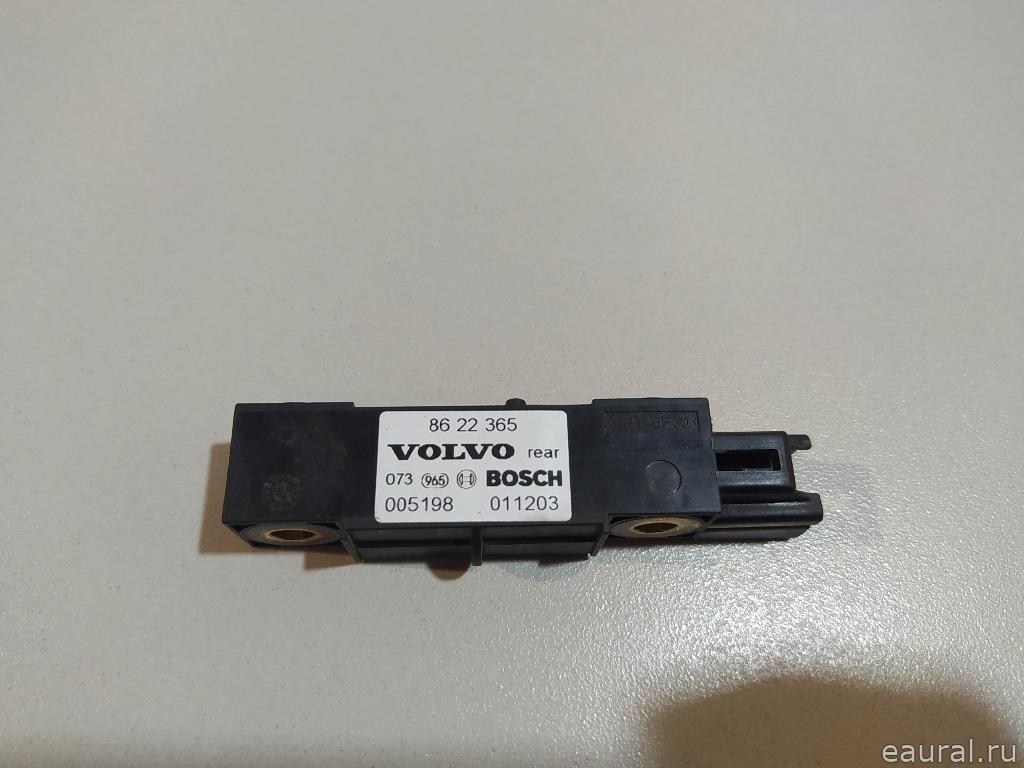 86 22 365
VOLVO rear
073 965 BOSCH
005198 011203
eaural.ru